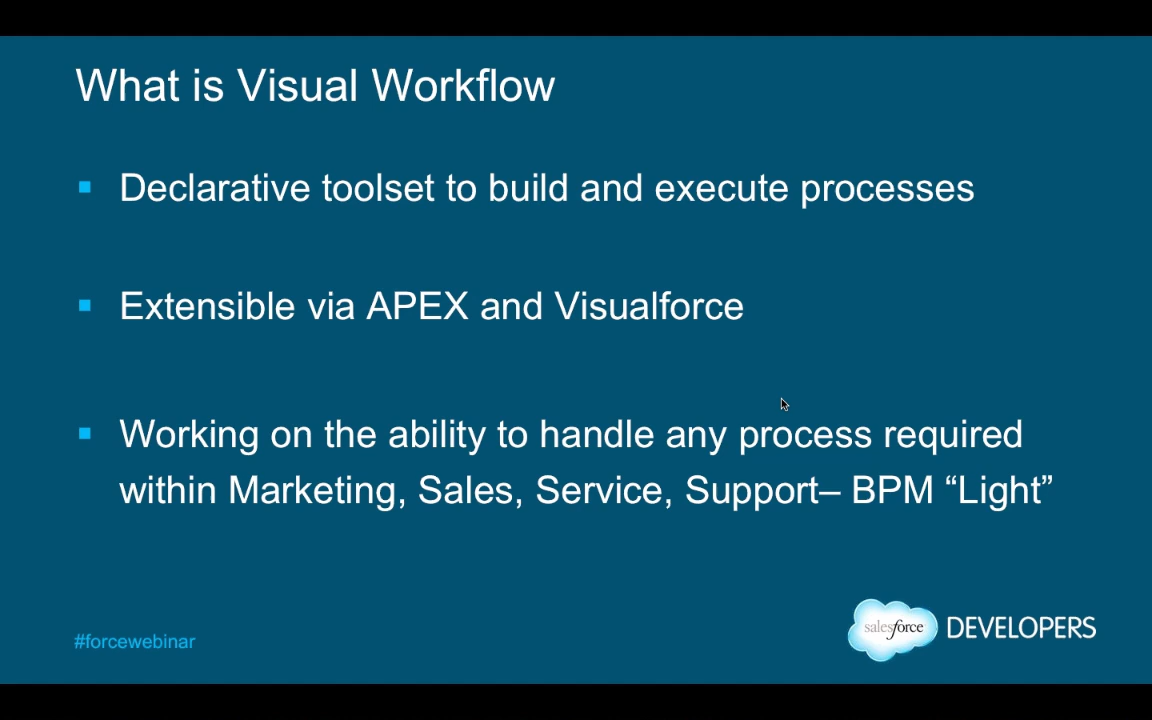 What is Visual Workflow
Declarative toolset to build and execute processes
Extensible via APEX and Visualforce
Working on the ability to handle any process required
within Marketing, Sales, Service, Support– BPM “Light”
#forcewebinar
salesforce DEVELOPERS